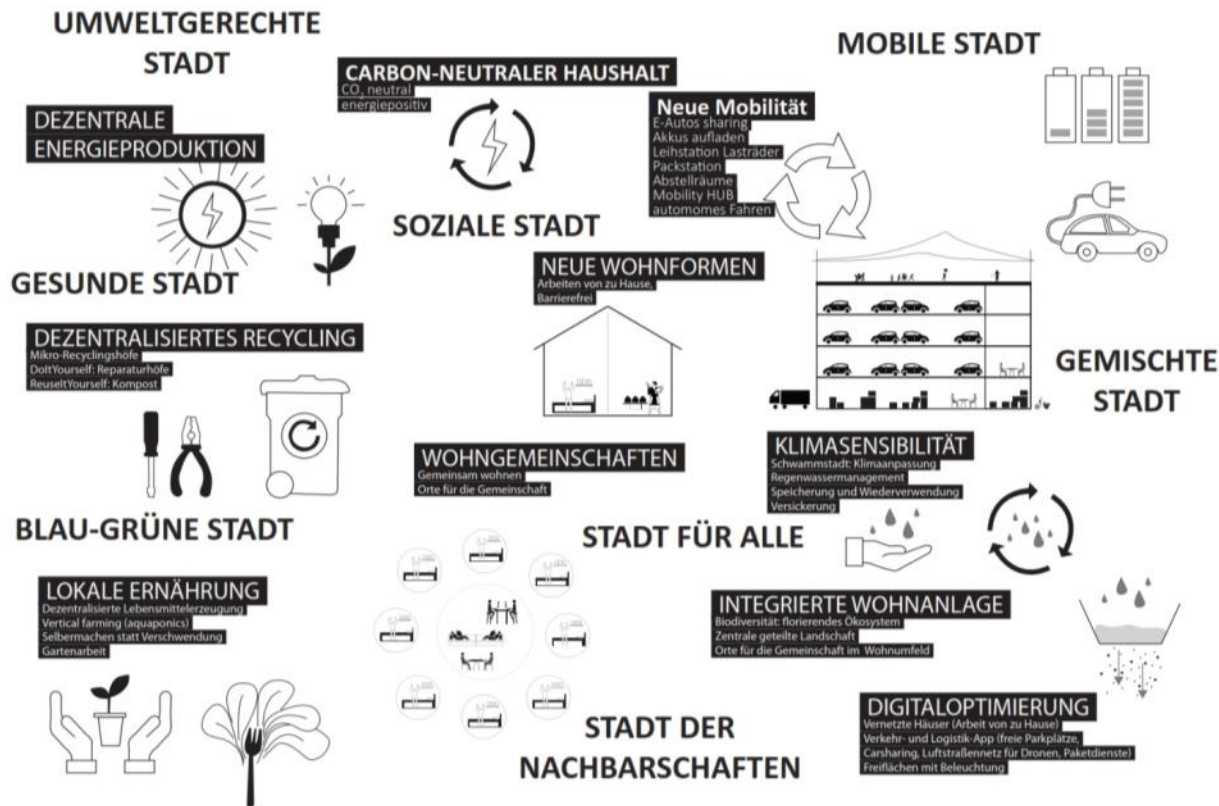 UMWELTGERECHTE
STADT
DEZENTRALE
ENERGIEPRODUKTION
CARBON-NEUTRALER HAUSHALT
CO₂ neutral
energiepositiv
MOBILE STADT
Neue Mobilität
E-Autos sharing
Akkus aufladen
Leihstation Lasträder
Packstation
Abstellräume
Mobility HUB
automomes Fahren
SOZIALE STADT
GESUNDE STADT
NEUE WOHNFORMEN
Arbeiten von zu Hause,
Barrierefrei
DEZENTRALISIERTES RECYCLING
Mikro-Recyclingshöfe
DoItYourself: Reparaturhöfe
ReuseItYourself: Kompost
GEMISCHTE
STADT
WOHNGEMEINSCHAFTEN
Gemeinsam wohnen
Orte für die Gemeinschaft
KLIMASENSIBILITÄT
Schwammstadt: Klimaanpassung
Regenwassermanagement
Speicherung und Wiederverwendung
Versickerung
BLAU-GRÜNE STADT
STADT FÜR ALLE
LOKALE ERNÄHRUNG
Dezentralisierte Lebensmittelerzeugung
Vertical farming (aquaponics)
Selbermachen statt Verschwendung
Gartenarbeit
INTEGRIERTE WOHNANLAGE
Biodiversität: florierendes Ökosystem
Zentrale geteilte Landschaft
Orte für die Gemeinschaft im Wohnumfeld
STADT DER
NACHBARSCHAFTEN
DIGITALOPTIMIERUNG
Vernetzte Häuser (Arbeit von zu Hause)
Verkehr- und Logistik-App (freie Parkplätze,
Carsharing, Luftstraßennetz für Dronen, Paketdienste)
Freiflächen mit Beleuchtung